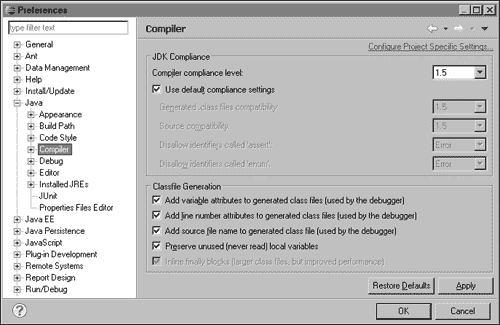 Preferences
type filter text
General
Ant
Data Management
Help
Install/Update
Java
Appearance
Build Path
Code Style
Compiler
Debug
Editor
Installed JREs
JUnit
Properties Files Editor
Java EE
Java Persistence
JavaScript
Plug-in Development
Remote Systems
Report Design
Run/Debug
Compiler
Configure Project Specific Settings...
JDK Compliance
Compiler compliance level: 1.5
Use default compliance settings
Generated .class files compatibility: 1.5
Source compatibility: 1.5
Disallow identifiers called 'assert': Error
Disallow identifiers called 'enum': Error
Classfile Generation
Add variable attributes to generated class files (used by the debugger)
Add line number attributes to generated class files (used by the debugger)
Add source file name to generated class file (used by the debugger)
Preserve unused (never read) local variables
Inline finally blocks (larger class files, but improved performance)
Restore Defaults Apply
OK Cancel